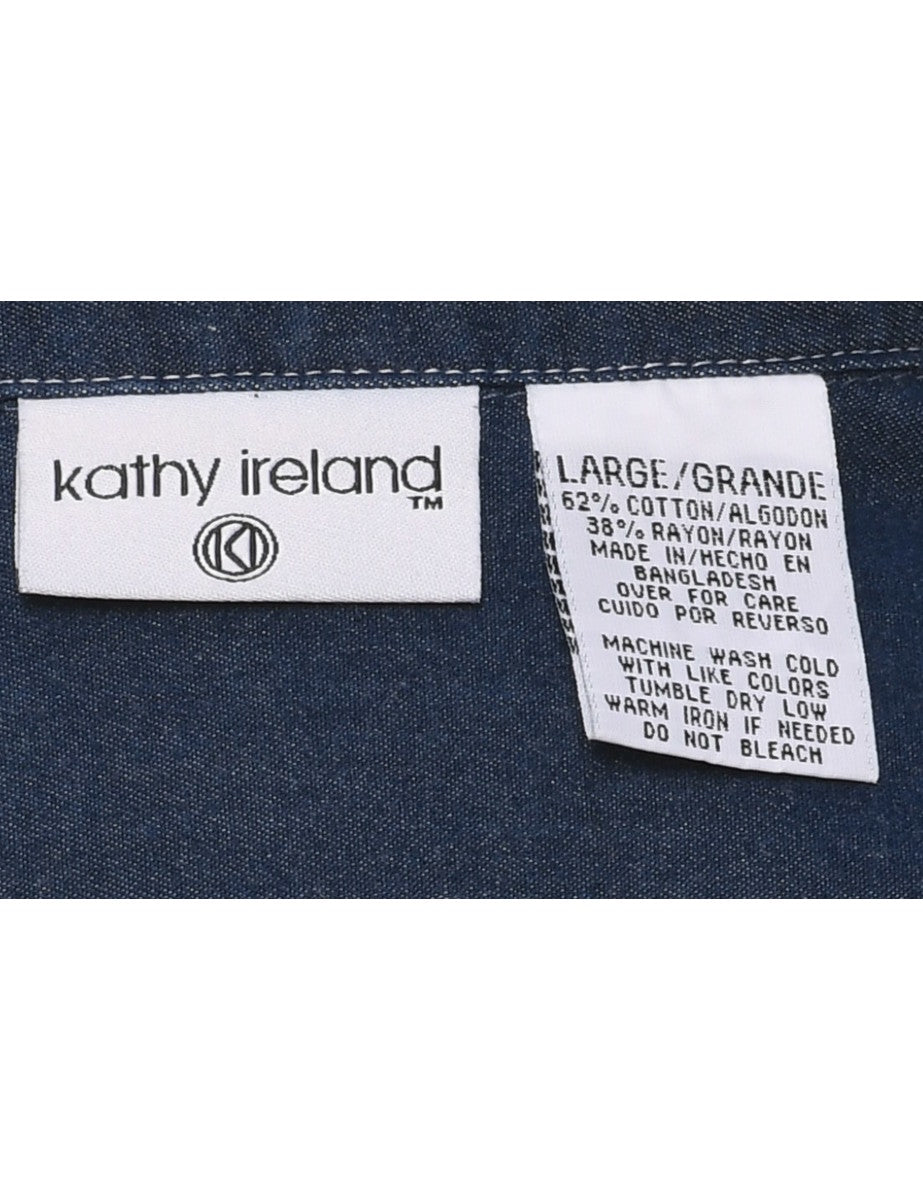 kathy ireland
TM
KI
LARGE/GRANDE
62% COTTON/ALGODON
38% RAYON/RAYON
MADE IN/HECHO EN
BANGLADESH
OVER FOR CARE
CUIDO POR REVERSO
MACHINE WASH COLD
WITH LIKE COLORS
TUMBLE DRY LOW
WARM IRON IF NEEDED
DO NOT BLEACH